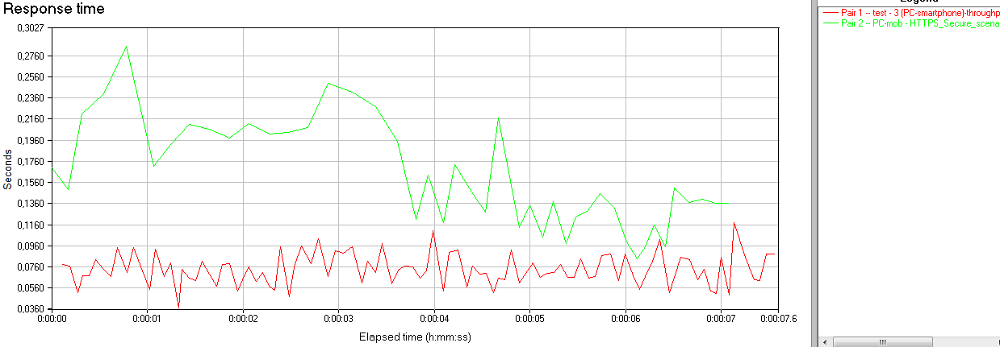 Response time
Legend
Pair 1 -- test - 3 (PC-smartphone)-throughp
Pair 2 -- PC-mob - HTTPS_Secure_scena
0,3027
0,2760
0,2560
0,2360
0,2160
0,1960
0,1760
0,1560
0,1360
0,1160
0,0960
0,0760
0,0560
0,0360
Seconds
0:00:00 0:00:01 0:00:02 0:00:03 0:00:04 0:00:05 0:00:06 0:00:07 0:00:07.6
Elapsed time (h:mm:ss)